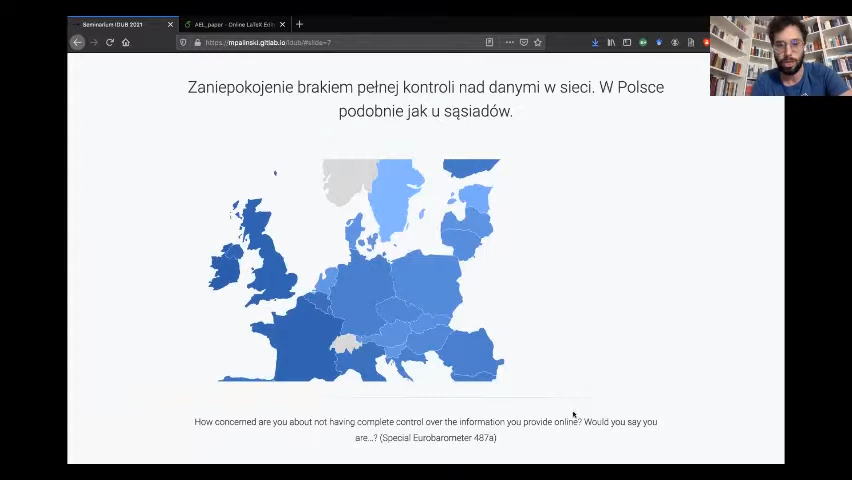 Seminarium IDUB 2021
AEL_paper - Online LaTeX Edit
https://mpalinski.gitlab.io/idub/#slide=7
Zaniepokojenie brakiem pełnej kontroli nad danymi w sieci. W Polsce
podobnie jak u sąsiadów.
How concerned are you about not having complete control over the information you provide online? Would you say you
are...? (Special Eurobarometer 487a)